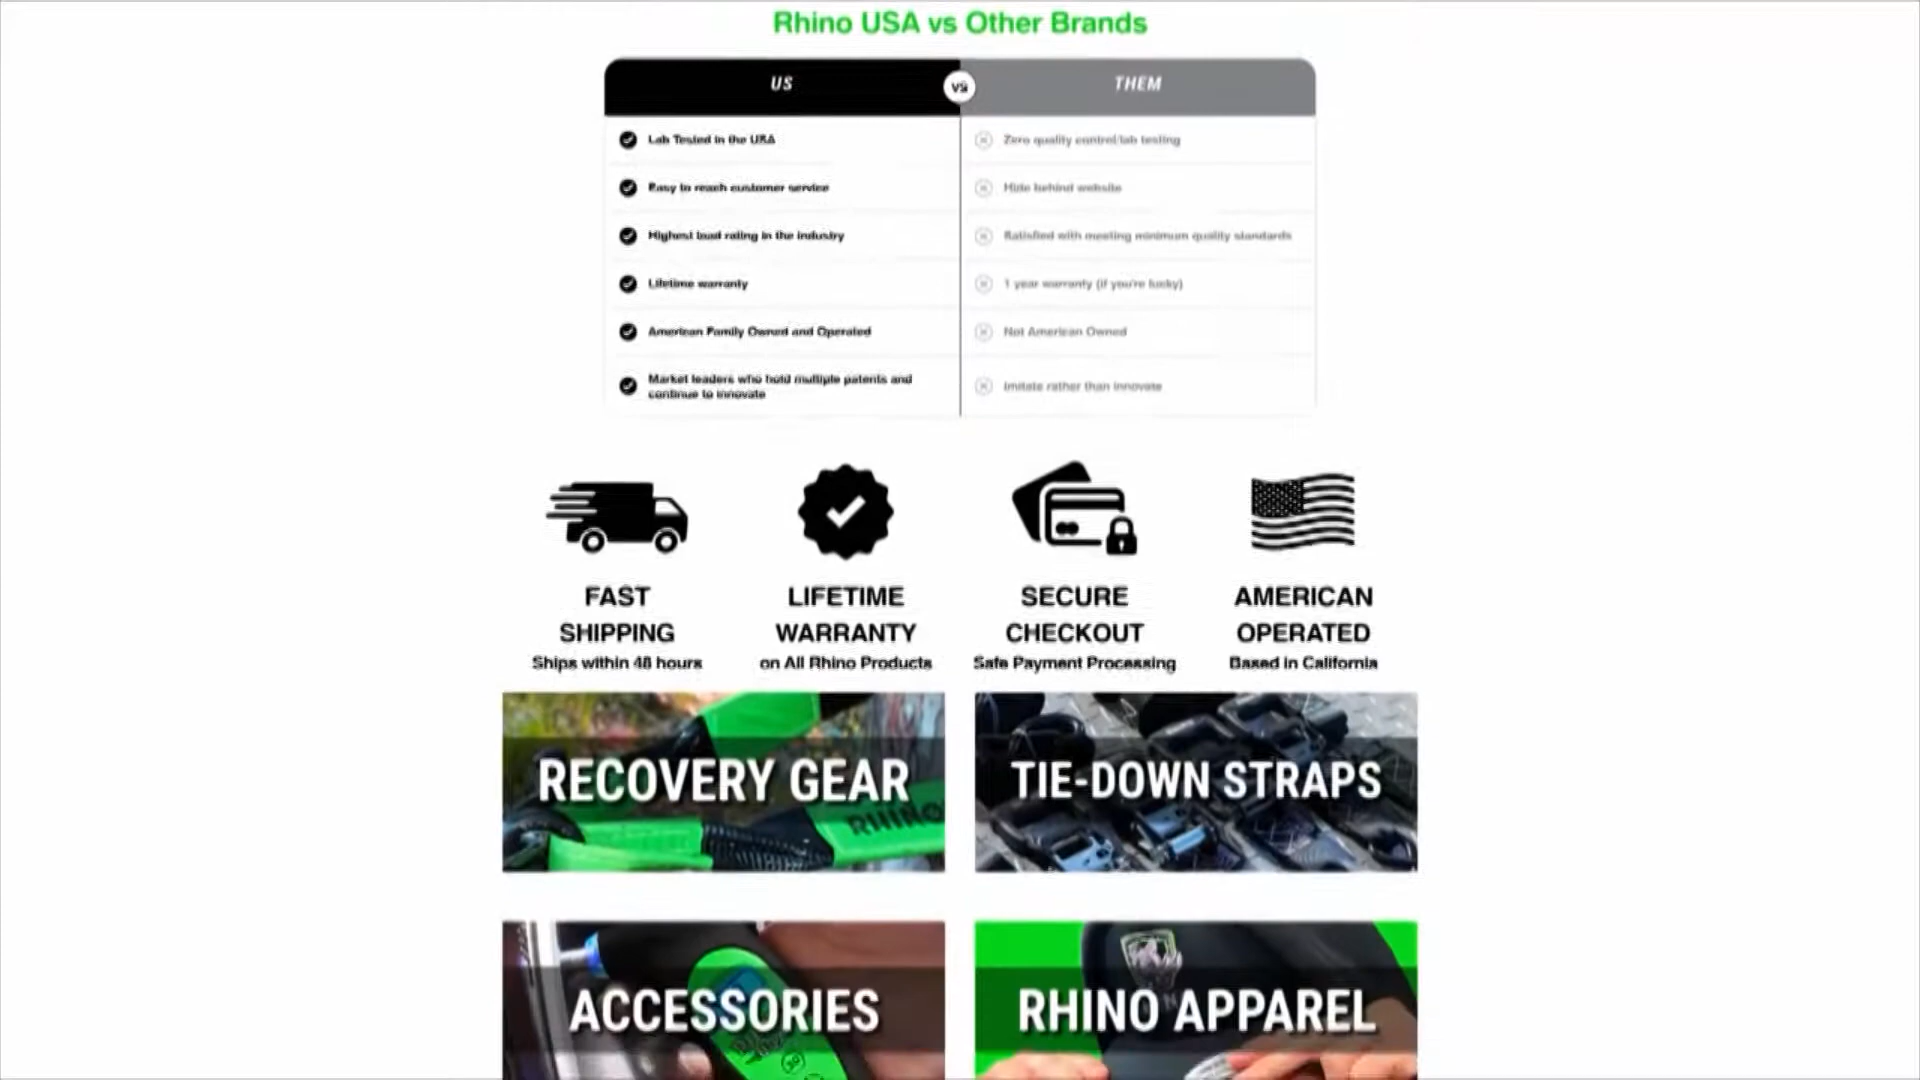 Rhino USA vs Other Brands
US
VS
THEM
Lab Tested in the USA
Zero quality control/lab testing
Easy to reach customer service
Hide behind website
Highest load rating in the industry
Satisfied with meeting minimum quality standards
Lifetime warranty
1 year warranty (if you're lucky)
American Family Owned and Operated
Not American Owned
Market leaders who hold multiple patents and
continue to innovate
Imitate rather than innovate
FAST
SHIPPING
Ships within 48 hours
LIFETIME
WARRANTY
on All Rhino Products
SECURE
CHECKOUT
Safe Payment Processing
AMERICAN
OPERATED
Based in California
RECOVERY GEAR
RHINO
TIE-DOWN STRAPS
ACCESSORIES
RHINO APPAREL